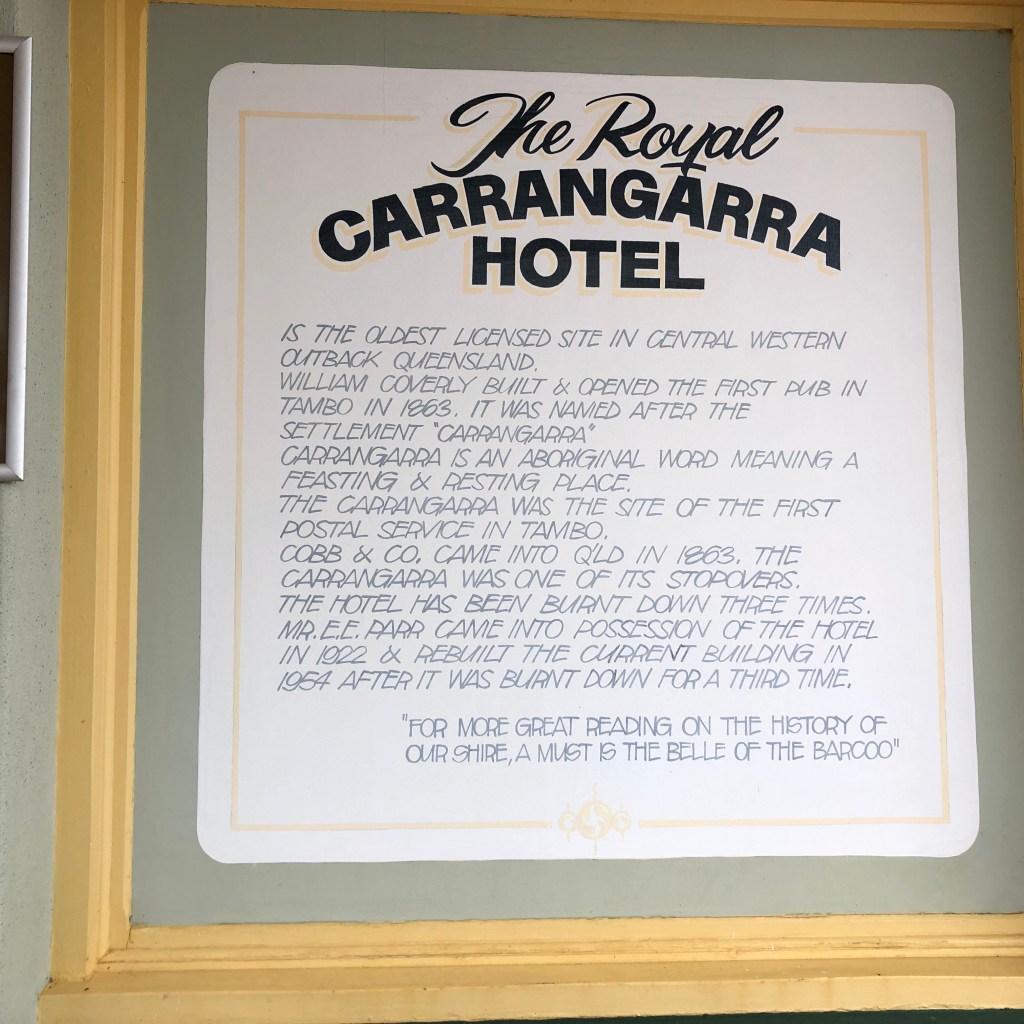 The Royal
CARRANGARRA
HOTEL
IS THE OLDEST LICENSED SITE IN CENTRAL WESTERN
OUTBACK QUEENSLAND.
WILLIAM COVERLY BUILT & OPENED THE FIRST PUB IN
TAMBO IN 1863. IT WAS NAMED AFTER THE
SETTLEMENT "CARRANGARRA"
CARRANGARRA IS AN ABORIGINAL WORD MEANING A
FEASTING & RESTING PLACE.
THE CARRANGARRA WAS THE SITE OF THE FIRST
POSTAL SERVICE IN TAMBO.
COBB & CO. CAME INTO Q'LD IN 1863. THE
CARRANGARRA WAS ONE OF ITS STOPOVERS.
THE HOTEL HAS BEEN BURNT DOWN THREE TIMES.
MR. E.E. PARR CAME INTO POSSESSION OF THE HOTEL
IN 1922 & REBUILT THE CURRENT BUILDING IN
1954 AFTER IT WAS BURNT DOWN FOR A THIRD TIME.
"FOR MORE GREAT READING ON THE HISTORY OF
OUR SHIRE, A MUST IS THE BELLE OF THE BARCOO"